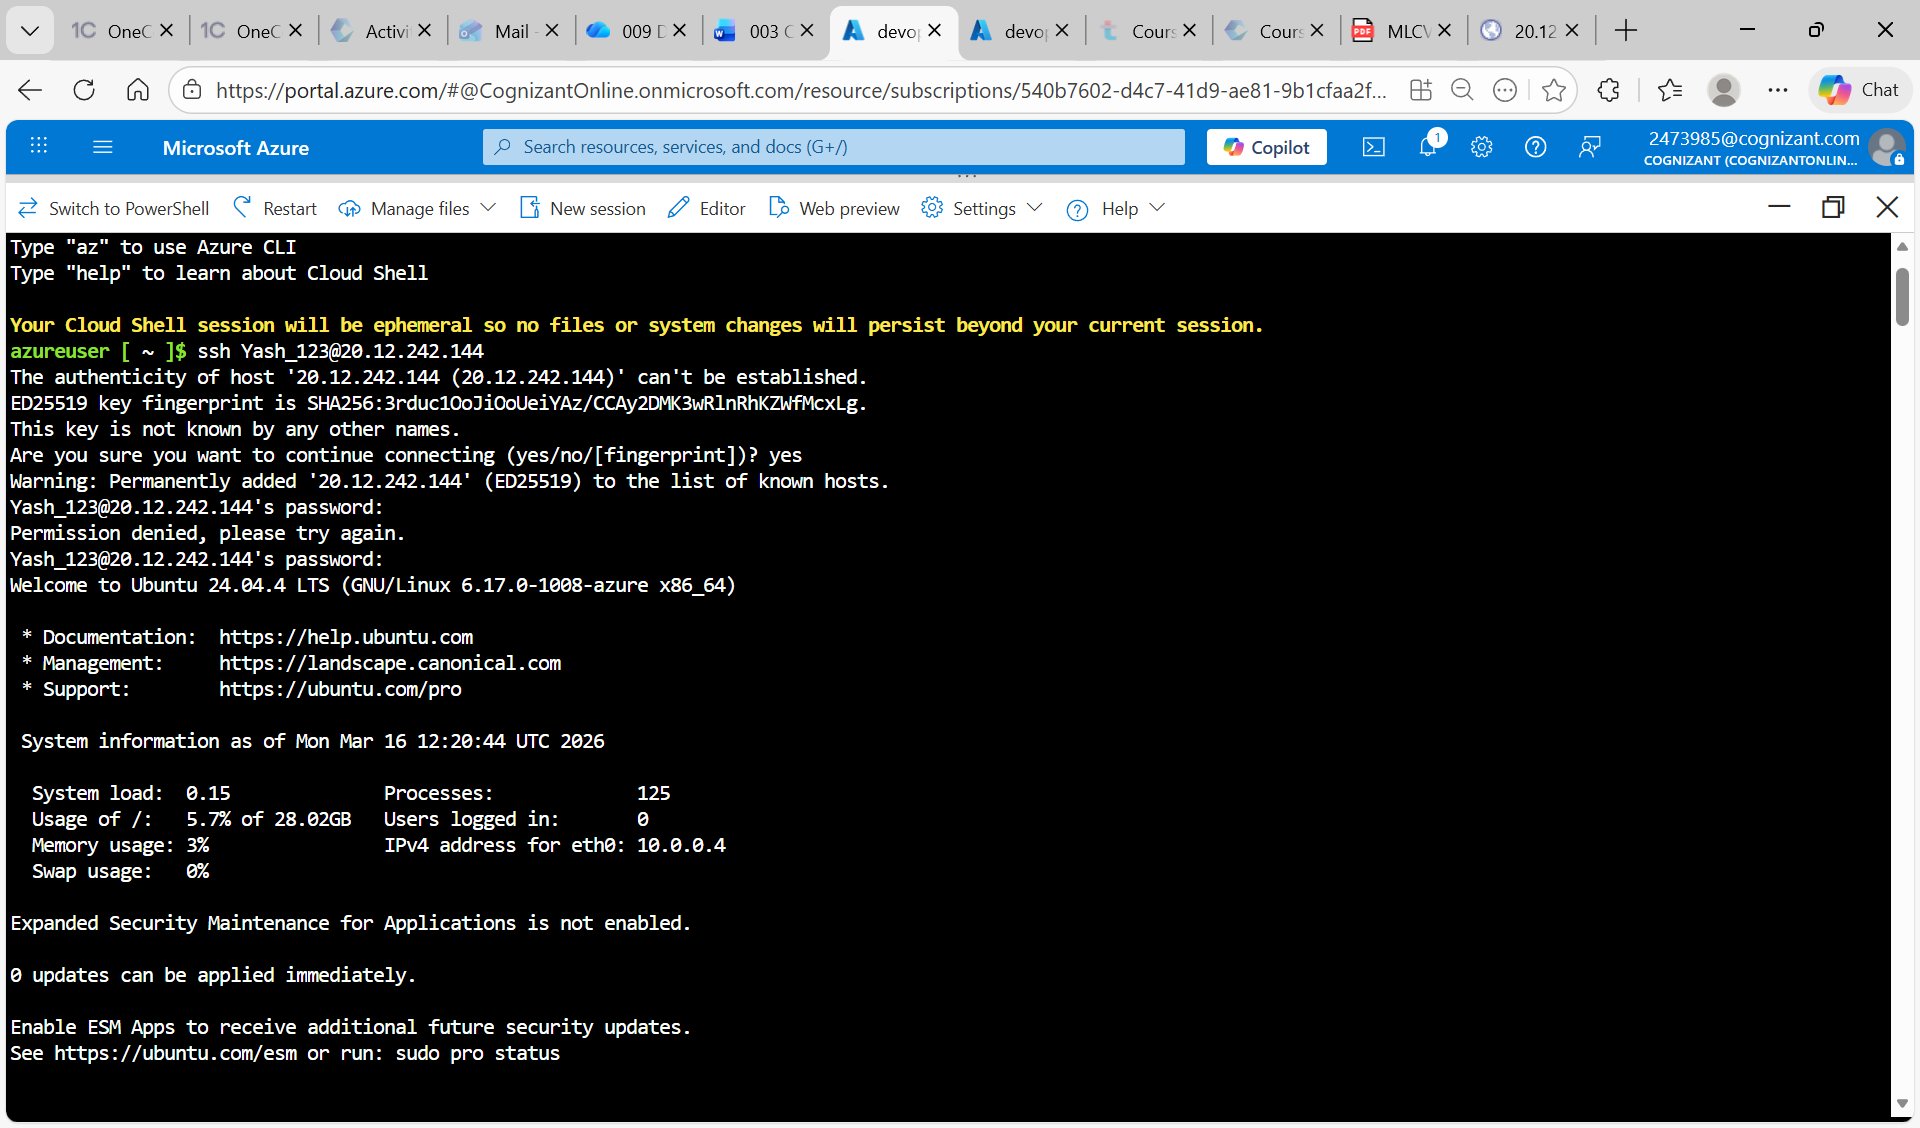 OneC
OneC
Activi
Mail -
009 D
003 C
devop
devop
Cours
Cours
MLCV
20.12
https://portal.azure.com/#@CognizantOnline.onmicrosoft.com/resource/subscriptions/540b7602-d4c7-41d9-ae81-9b1cfaa2f...
Chat
Microsoft Azure
Search resources, services, and docs (G+/)
Copilot
1
2473985@cognizant.com
COGNIZANT (COGNIZANTONLIN...
Switch to PowerShell
Restart
Manage files
New session
Editor
Web preview
Settings
Help
Type "az" to use Azure CLI
Type "help" to learn about Cloud Shell
Your Cloud Shell session will be ephemeral so no files or system changes will persist beyond your current session.
azureuser [ ~ ]$ ssh Yash_123@20.12.242.144
The authenticity of host '20.12.242.144 (20.12.242.144)' can't be established.
ED25519 key fingerprint is SHA256:3rduc1OoJiOoUeiYAz/CCAy2DMK3wRlnRhKZWfMcxLg.
This key is not known by any other names.
Are you sure you want to continue connecting (yes/no/[fingerprint])? yes
Warning: Permanently added '20.12.242.144' (ED25519) to the list of known hosts.
Yash_123@20.12.242.144's password:
Permission denied, please try again.
Yash_123@20.12.242.144's password:
Welcome to Ubuntu 24.04.4 LTS (GNU/Linux 6.17.0-1008-azure x86_64)
* Documentation:  https://help.ubuntu.com
* Management:     https://landscape.canonical.com
* Support:        https://ubuntu.com/pro
System information as of Mon Mar 16 12:20:44 UTC 2026
System load:  0.15                Processes:             125
Usage of /:   5.7% of 28.02GB   Users logged in:       0
Memory usage: 3%                IPv4 address for eth0: 10.0.0.4
Swap usage:   0%
Expanded Security Maintenance for Applications is not enabled.
0 updates can be applied immediately.
Enable ESM Apps to receive additional future security updates.
See https://ubuntu.com/esm or run: sudo pro status